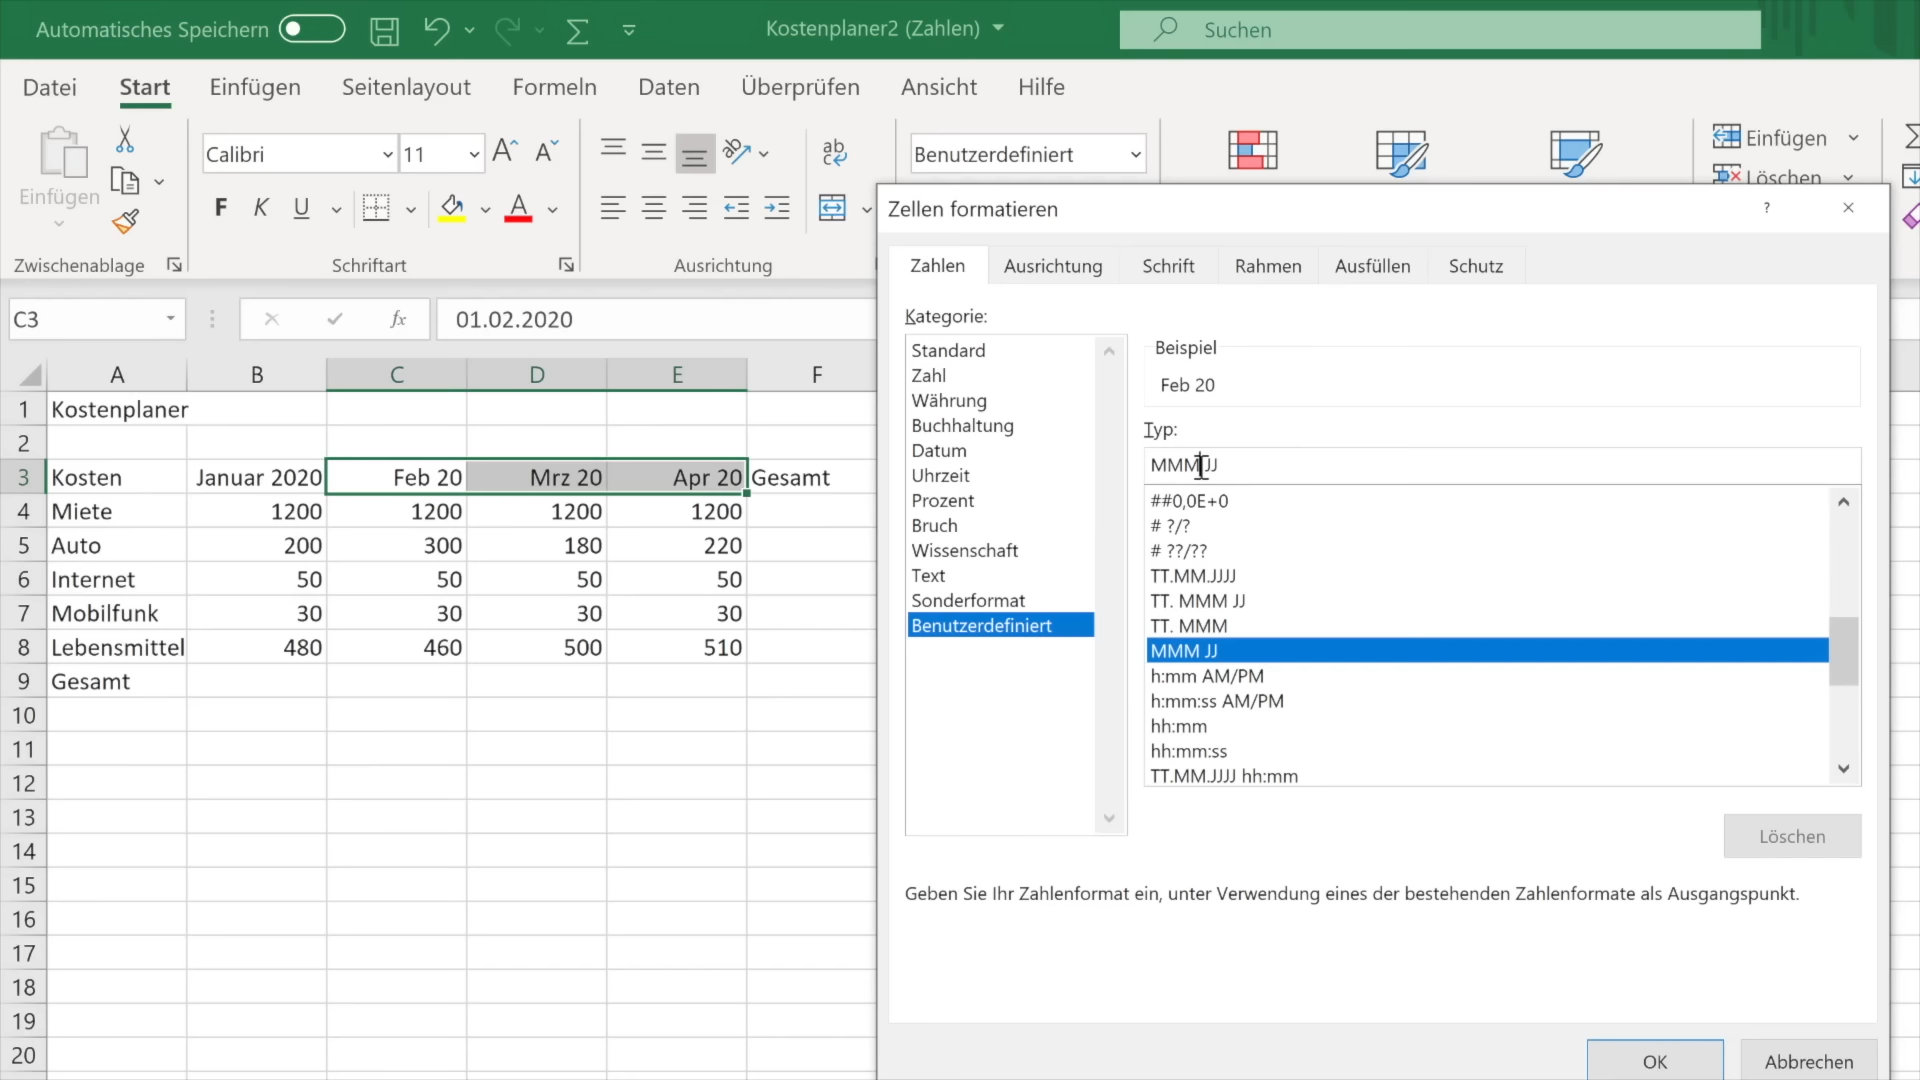 Automatisches Speichern
Kostenplaner2 (Zahlen)
Suchen
Datei Start Einfügen Seitenlayout Formeln Daten Überprüfen Ansicht Hilfe
Einfügen
Calibri 11
F K U
Benutzerdefiniert
Einfügen
Löschen
Zwischenablage Schriftart Ausrichtung
C3 fx 01.02.2020
A B C D E F
1 Kostenplaner
2
3 Kosten Januar 2020 Feb 20 Mrz 20 Apr 20 Gesamt
4 Miete 1200 1200 1200 1200
5 Auto 200 300 180 220
6 Internet 50 50 50 50
7 Mobilfunk 30 30 30 30
8 Lebensmittel 480 460 500 510
9 Gesamt
10
11
12
13
14
15
16
17
18
19
20
Zellen formatieren ?
Zahlen Ausrichtung Schrift Rahmen Ausfüllen Schutz
Kategorie:
Standard
Zahl
Währung
Buchhaltung
Datum
Uhrzeit
Prozent
Bruch
Wissenschaft
Text
Sonderformat
Benutzerdefiniert
Beispiel
Feb 20
Typ:
MMM JJ
##0,0E+0
# ?/?
# ??/??
TT.MM.JJJJ
TT. MMM JJ
TT. MMM
MMM JJ
h:mm AM/PM
h:mm:ss AM/PM
hh:mm
hh:mm:ss
TT.MM.JJJJ hh:mm
Löschen
Geben Sie Ihr Zahlenformat ein, unter Verwendung eines der bestehenden Zahlenformate als Ausgangspunkt.
OK Abbrechen